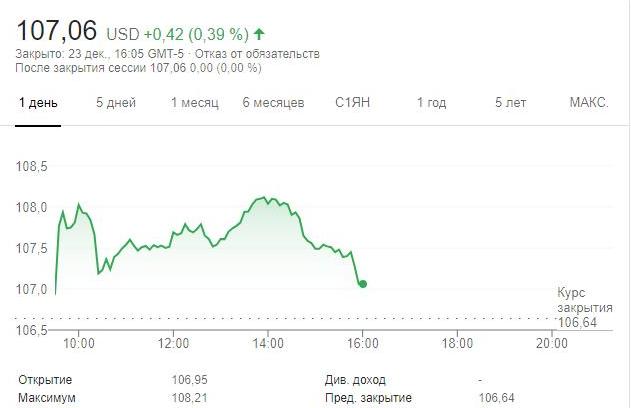 107,06 USD +0,42 (0,39 %)
Закрыто: 23 дек., 16:05 GMT-5 · Отказ от обязательств
После закрытия сессии 107,06 0,00 (0,00 %)
1 день 5 дней 1 месяц 6 месяцев С1ЯН 1 год 5 лет МАКС.
108,5
108,0
107,5
107,0
Курс
закрытия
106,64
106,5
10:00 12:00 14:00 16:00 18:00 20:00
Открытие 106,95 Див. доход -
Максимум 108,21 Пред. закрытие 106,64